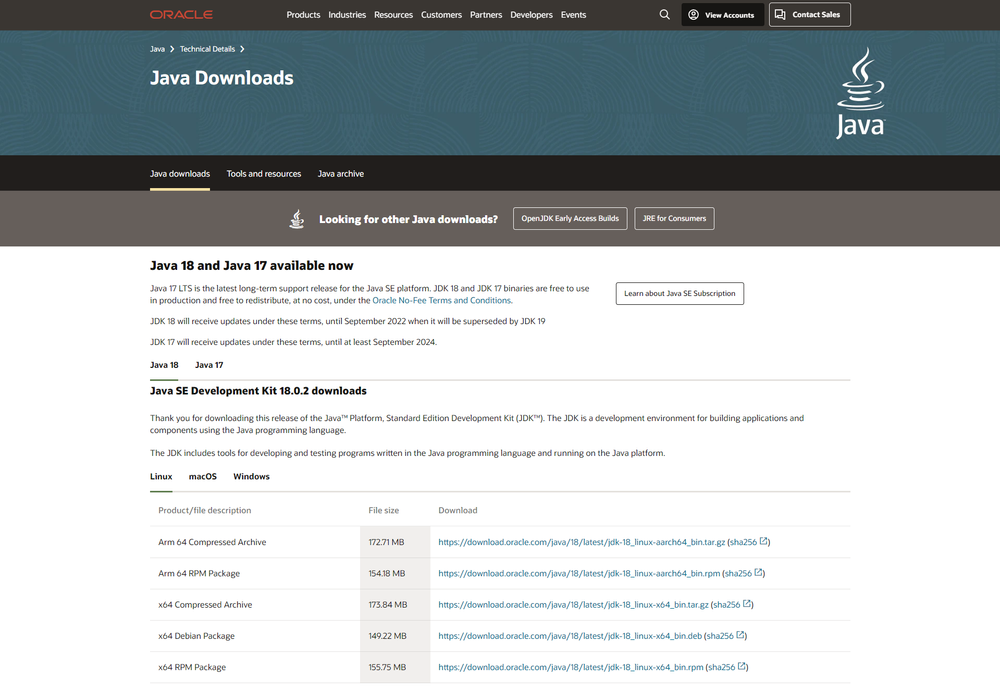 ORACLE Products Industries Resources Customers Partners Developers Events View Accounts Contact Sales
Java Technical Details
Java Downloads
Java
Java downloads Tools and resources Java archive
Looking for other Java downloads? OpenJDK Early Access Builds JRE for Consumers
Java 18 and Java 17 available now
Java 17 LTS is the latest long-term support release for the Java SE platform. JDK 18 and JDK 17 binaries are free to use
in production and free to redistribute, at no cost, under the Oracle No-Fee Terms and Conditions.
Learn about Java SE Subscription
JDK 18 will receive updates under these terms, until September 2022 when it will be superseded by JDK 19
JDK 17 will receive updates under these terms, until at least September 2024.
Java 18 Java 17
Java SE Development Kit 18.0.2 downloads
Thank you for downloading this release of the Java™ Platform, Standard Edition Development Kit (JDK™). The JDK is a development environment for building applications and
components using the Java programming language.
The JDK includes tools for developing and testing programs written in the Java programming language and running on the Java platform.
Linux macOS Windows
Product/file description File size Download
Arm 64 Compressed Archive 172.71 MB https://download.oracle.com/java/18/latest/jdk-18_linux-aarch64_bin.tar.gz (sha256)
Arm 64 RPM Package 154.18 MB https://download.oracle.com/java/18/latest/jdk-18_linux-aarch64_bin.rpm (sha256)
x64 Compressed Archive 173.84 MB https://download.oracle.com/java/18/latest/jdk-18_linux-x64_bin.tar.gz (sha256)
x64 Debian Package 149.22 MB https://download.oracle.com/java/18/latest/jdk-18_linux-x64_bin.deb (sha256)
x64 RPM Package 155.75 MB https://download.oracle.com/java/18/latest/jdk-18_linux-x64_bin.rpm (sha256)